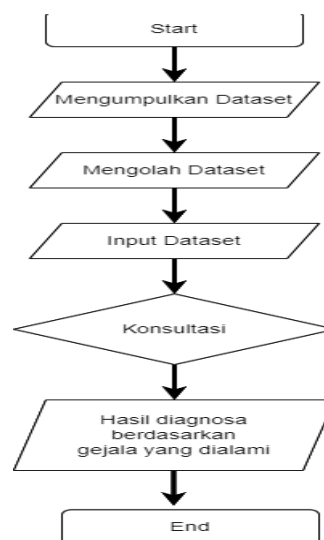 Start
Mengumpulkan Dataset
Mengolah Dataset
Input Dataset
Konsultasi
Hasil diagnosa
berdasarkan
gejala yang dialami
End